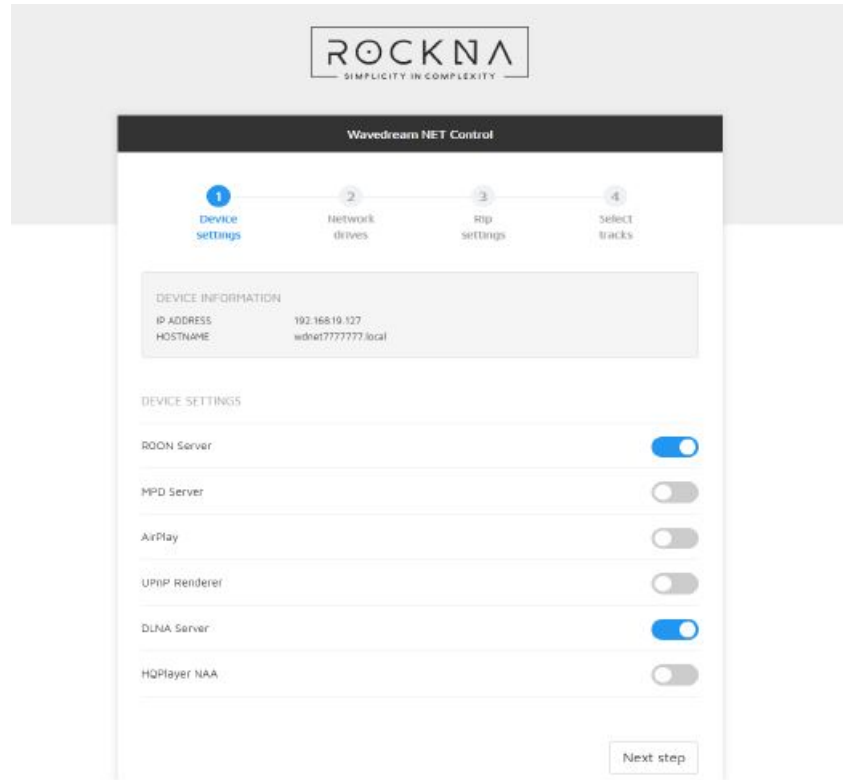 ROCKNA
SIMPLICITY IN COMPLEXITY
Wavedream NET Control
1 2 3 4
Device settings
Network drives
Rip settings
Select tracks
DEVICE INFORMATION
IP ADDRESS 192.168.19.127
HOSTNAME wdnet7777777.local
DEVICE SETTINGS
ROON Server
MPD Server
AirPlay
UPnP Renderer
DLNA Server
HQPlayer NAA
Next step